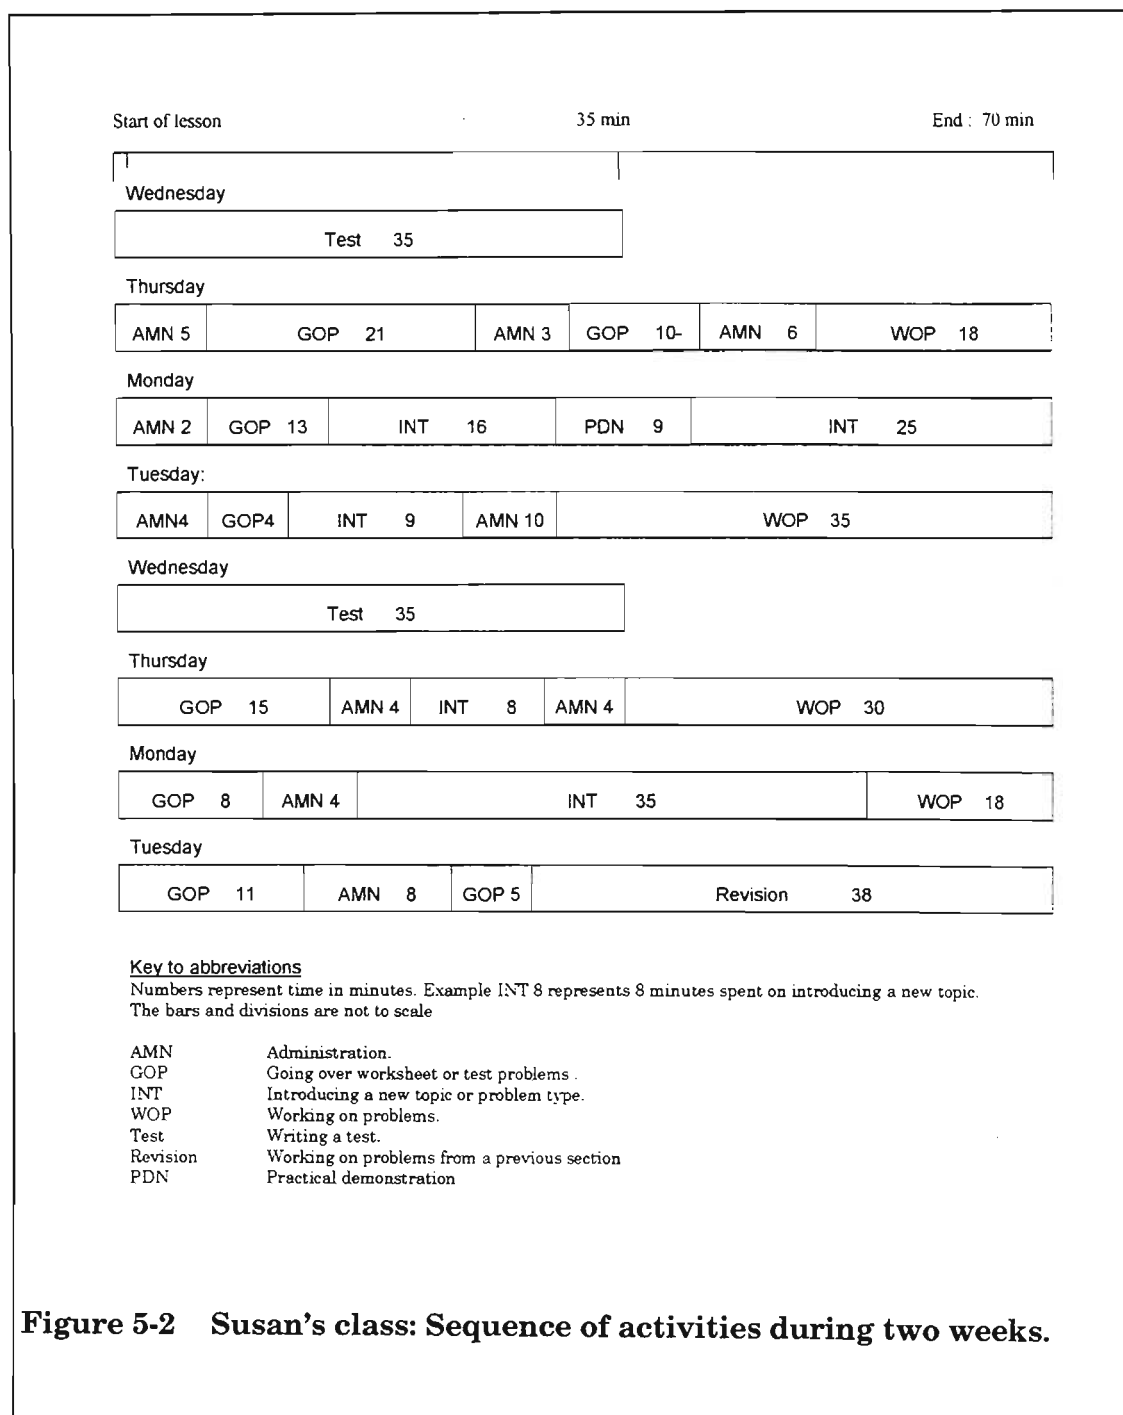 Start of lesson 35 min End : 70 min
Wednesday
Test 35
Thursday
AMN 5 GOP 21 AMN 3 GOP 10- AMN 6 WOP 18
Monday
AMN 2 GOP 13 INT 16 PDN 9 INT 25
Tuesday:
AMN4 GOP4 INT 9 AMN 10 WOP 35
Wednesday
Test 35
Thursday
GOP 15 AMN 4 INT 8 AMN 4 WOP 30
Monday
GOP 8 AMN 4 INT 35 WOP 18
Tuesday
GOP 11 AMN 8 GOP 5 Revision 38
Key to abbreviations
Numbers represent time in minutes. Example INT 8 represents 8 minutes spent on introducing a new topic.
The bars and divisions are not to scale
AMN Administration.
GOP Going over worksheet or test problems .
INT Introducing a new topic or problem type.
WOP Working on problems.
Test Writing a test.
Revision Working on problems from a previous section
PDN Practical demonstration
Figure 5-2 Susan's class: Sequence of activities during two weeks.